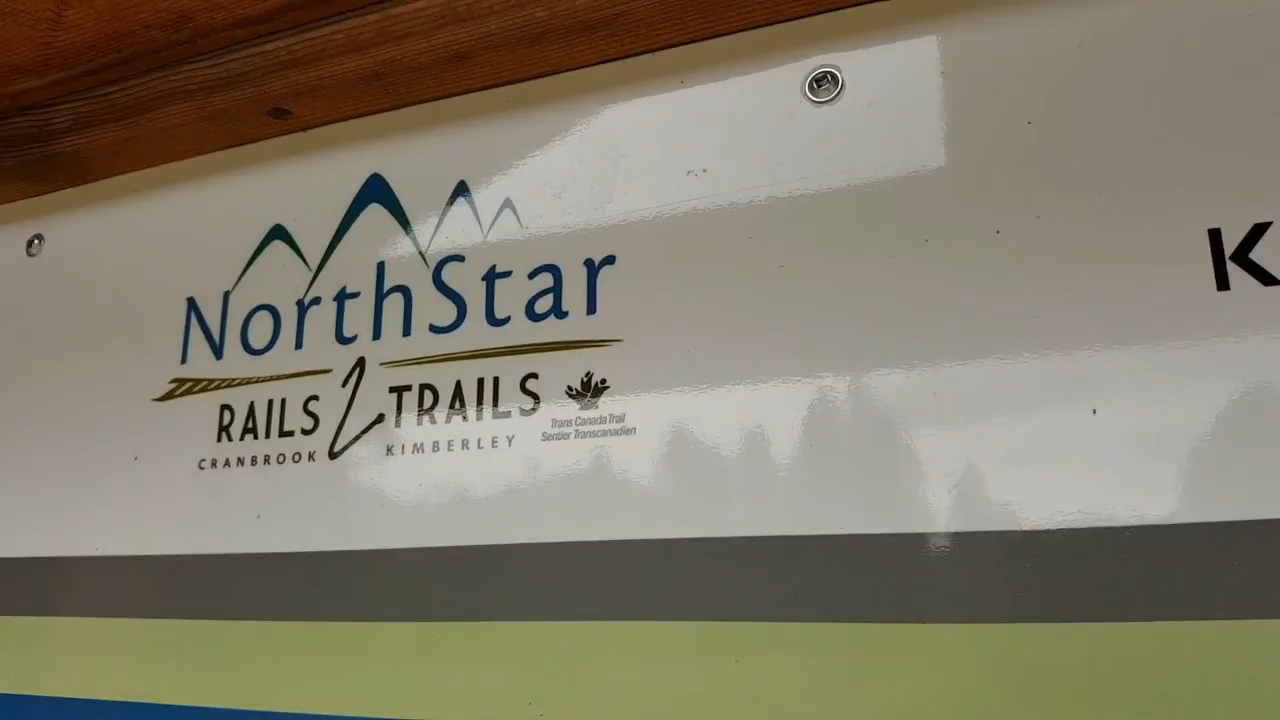 NorthStar
RAILS 2 TRAILS
CRANBROOK KIMBERLEY
Trans Canada Trail
Sentier Transcanadien
K